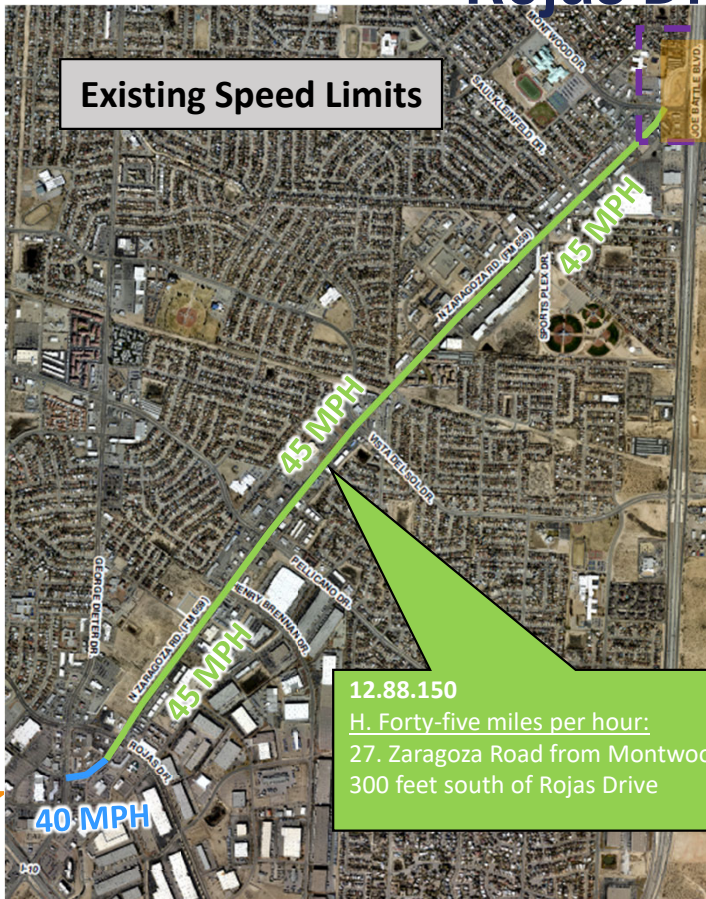 Rojas Dr
Existing Speed Limits
MONTWOOD DR.
SAUL KLEINFELD DR.
JOE BATTLE BLVD.
45 MPH
N ZARAGOZA RD. (FM 659)
SPORTS PLEX DR.
45 MPH
VISTA DEL SOL DR.
PELLICANO DR.
HENRY BRENNAN DR.
GEORGE DIETER DR.
N ZARAGOZA RD. (FM 659)
45 MPH
ROJAS DR.
40 MPH
I-10
12.88.150
H. Forty-five miles per hour:
27. Zaragoza Road from Montwoo
300 feet south of Rojas Drive